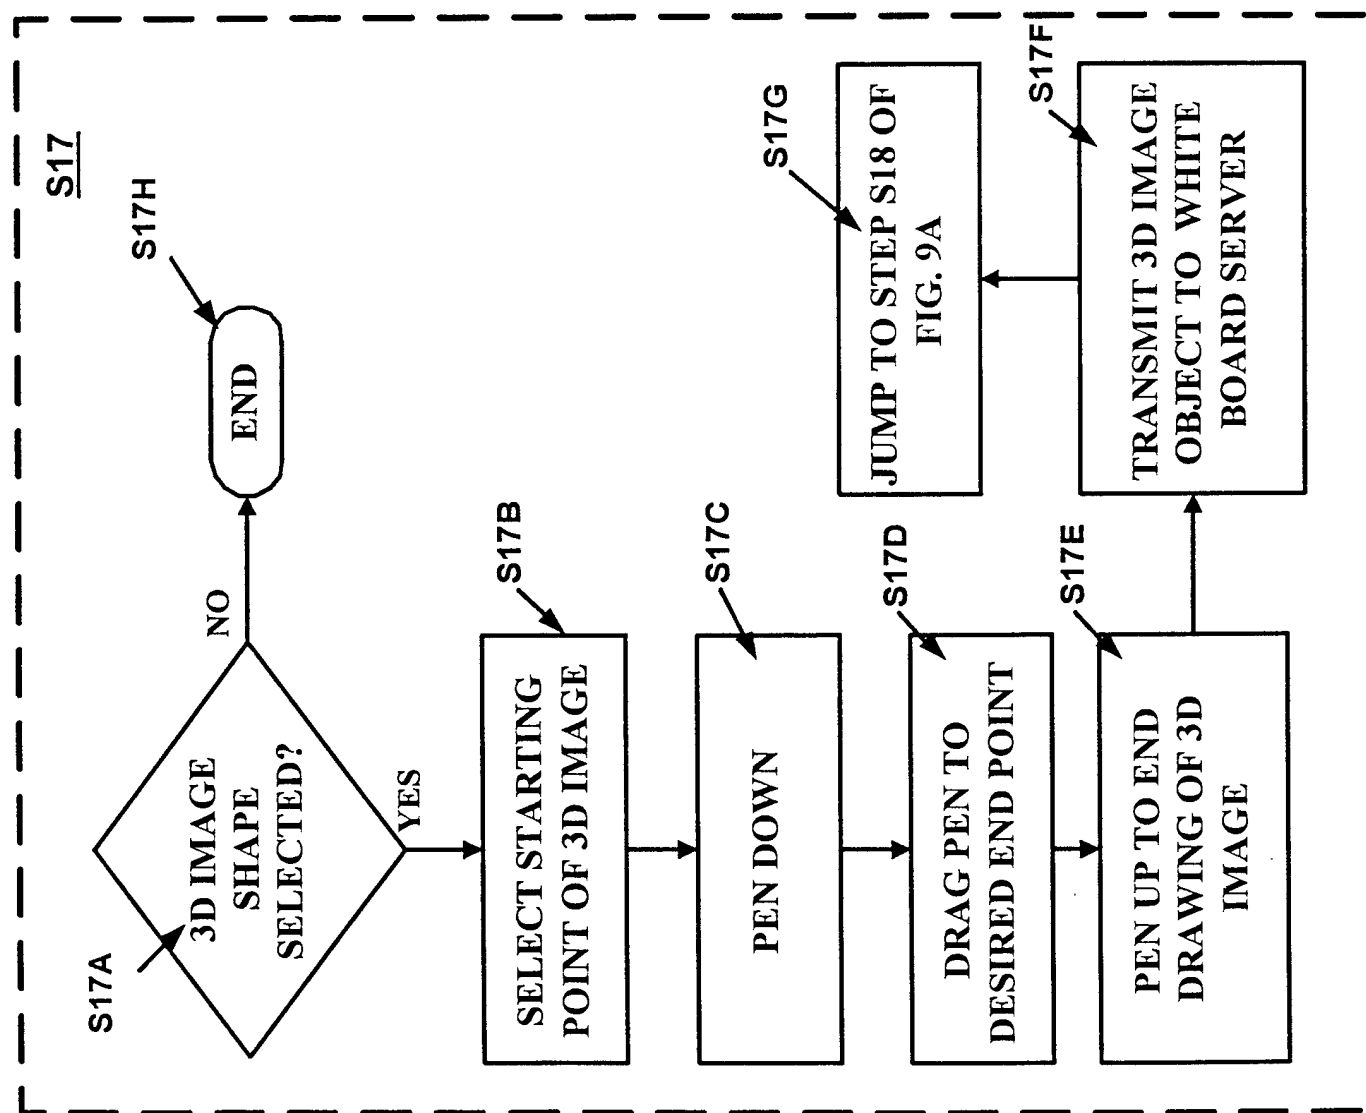 S17
S17A
3D IMAGE
SHAPE
SELECTED?
NO
S17H
END
YES
S17B
SELECT STARTING
POINT OF 3D IMAGE
S17C
PEN DOWN
S17D
DRAG PEN TO
DESIRED END POINT
S17E
PEN UP TO END
DRAWING OF 3D
IMAGE
S17F
TRANSMIT 3D IMAGE
OBJECT TO WHITE
BOARD SERVER
S17G
JUMP TO STEP S18 OF
FIG. 9A